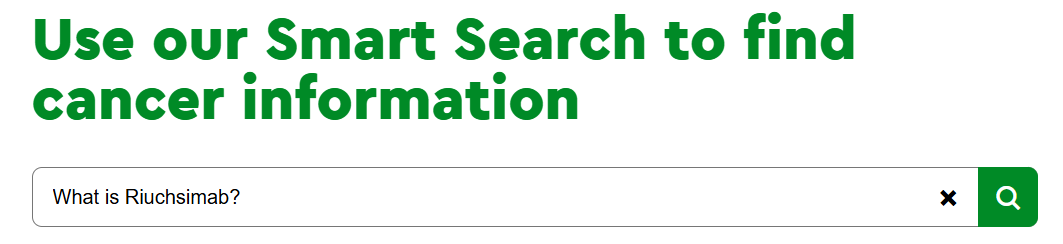 Use our Smart Search to find
cancer information
What is Riuchsimab?